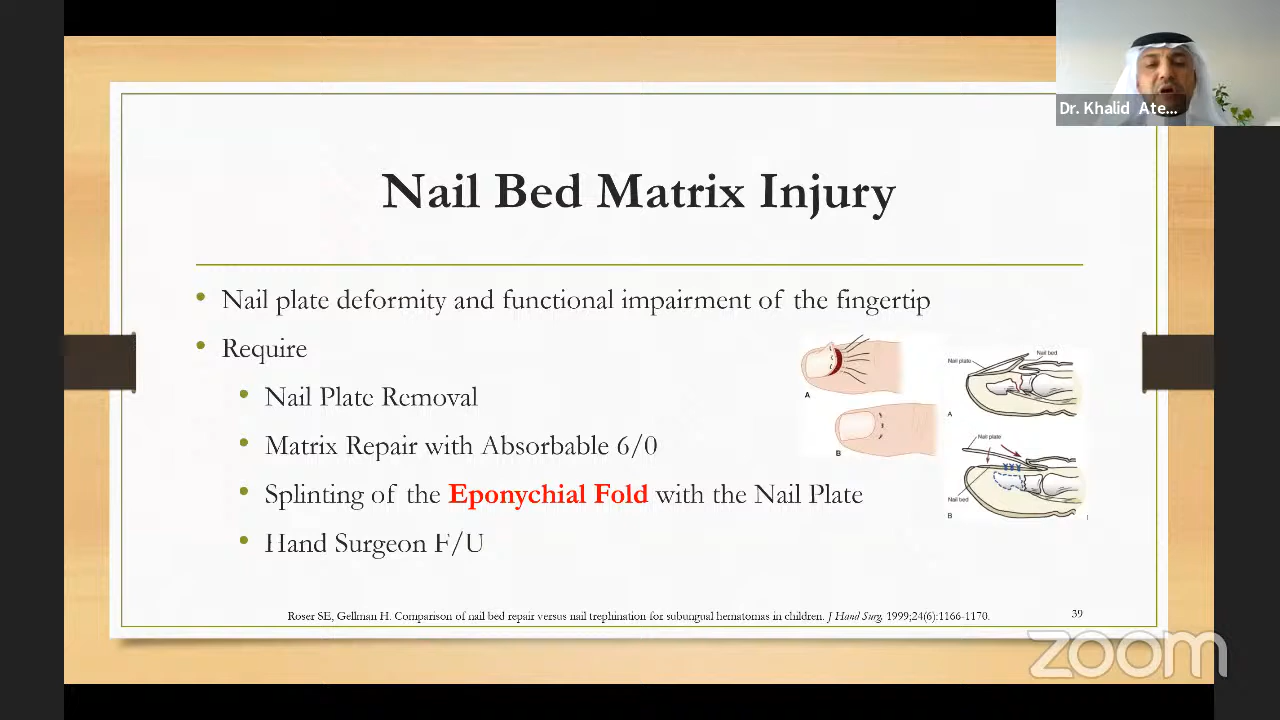 Dr. Khalid Ate...
Nail Bed Matrix Injury
Nail plate deformity and functional impairment of the fingertip
Require
Nail Plate Removal
Matrix Repair with Absorbable 6/0
Splinting of the Eponychial Fold with the Nail Plate
Hand Surgeon F/U
A
B
Nail plate
Nail bed
A
Nail plate
Nail bed
B
Roser SE, Gellman H. Comparison of nail bed repair versus nail trephination for subungual hematomas in children. J Hand Surg. 1999;24(6):1166-1170.
39
zoom